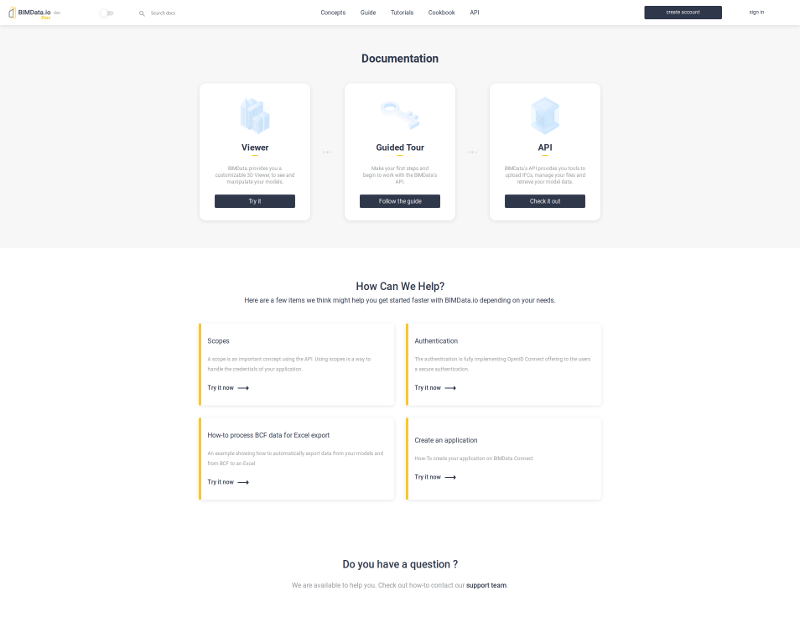 BIMData.io
Docs
Search docs
Concepts Guide Tutorials Cookbook API
create account
sign in
Documentation
Viewer
BIMData provides you a
customizable 3D Viewer, to see and
manipulate your models.
Try it
Guided Tour
Make your first steps and
begin to work with the BIMData's
API.
Follow the guide
API
BIMData's API provides you tools to
upload IFCs, manage your files and
retrieve your model data.
Check it out
How Can We Help?
Here are a few items we think might help you get started faster with BIMData.io depending on your needs.
Scopes
A scope is an important concept using the API. Using scopes is a way to
handle the credentials of your application.
Try it now
Authentication
The authentication is fully implementing OpenID Connect offering to the users
a secure authentication.
Try it now
How-to process BCF data for Excel export
An example showing how to automatically export data from your models and
from BCF to an Excel
Try it now
Create an application
How-To create your application on BIMData Connect
Try it now
Do you have a question ?
We are available to help you. Check out how-to contact our support team.